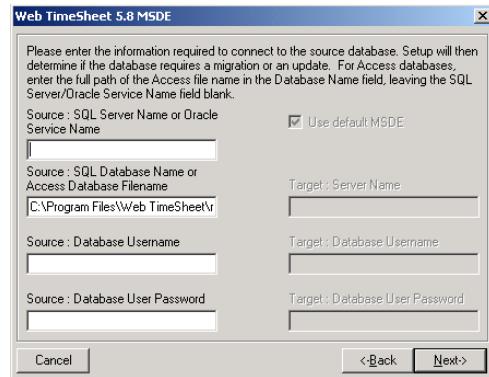 Web TimeSheet 5.8 MSDE
Please enter the information required to connect to the source database. Setup will then
determine if the database requires a migration or an update. For Access databases,
enter the full path of the Access file name in the Database Name field, leaving the SQL
Server/Oracle Service Name field blank.
Source : SQL Server Name or Oracle
Service Name
Use default MSDE
Source : SQL Database Name or
Access Database Filename
Target : Server Name
C:\Program Files\Web TimeSheet\r
Source : Database Username
Target : Database Username
Source : Database User Password
Target : Database User Password
Cancel
<-Back
Next->